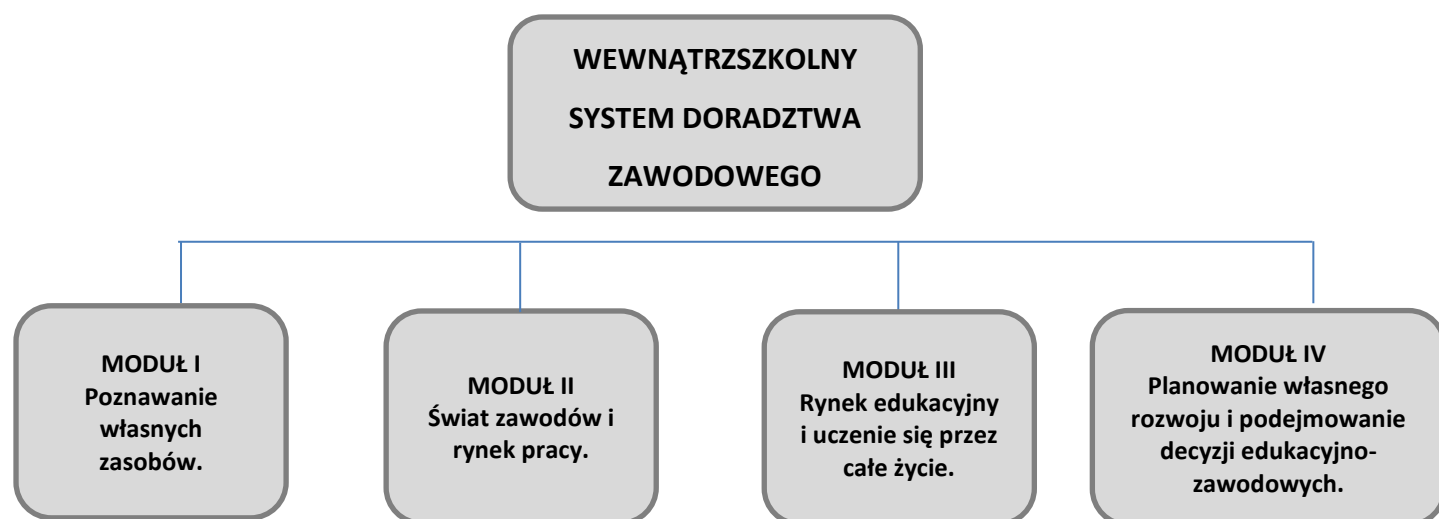 WEWNĄTRZSZKOLNY
SYSTEM DORADZTWA
ZAWODOWEGO
MODUŁ I
Poznawanie
własnych
zasobów.
MODUŁ II
Świat zawodów i
rynek pracy.
MODUŁ III
Rynek edukacyjny
i uczenie się przez
całe życie.
MODUŁ IV
Planowanie własnego
rozwoju i podejmowanie
decyzji edukacyjno-
zawodowych.